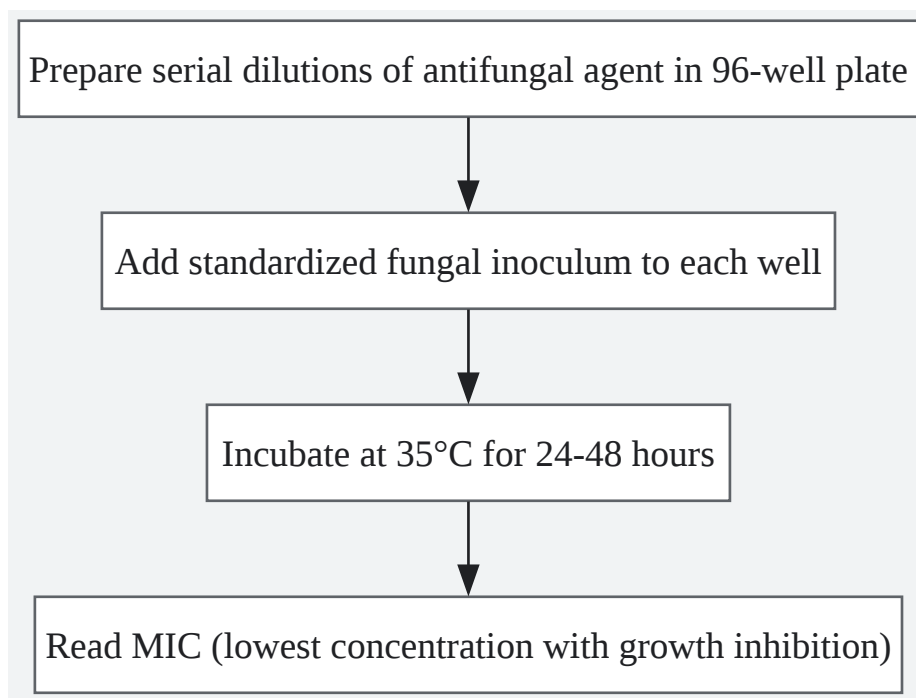 Prepare serial dilutions of antifungal agent in 96-well plate
Add standardized fungal inoculum to each well
Incubate at 35°C for 24-48 hours
Read MIC (lowest concentration with growth inhibition)